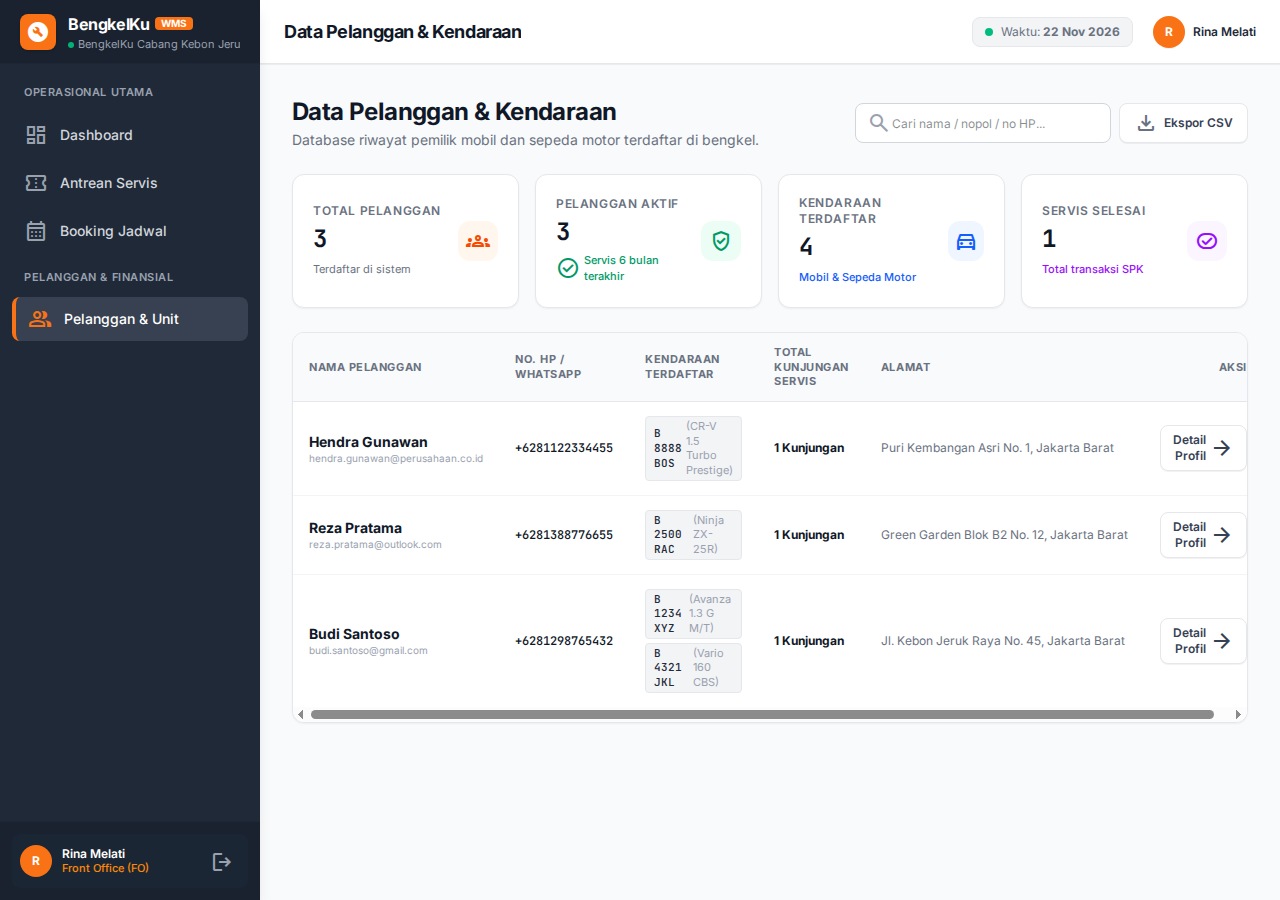 BengkelKu WMS
BengkelKu Cabang Kebon Jeru
Data Pelanggan & Kendaraan
Waktu: 22 Nov 2026
R
Rina Melati
OPERASIONAL UTAMA
Dashboard
Antrean Servis
Booking Jadwal
PELANGGAN & FINANSIAL
Pelanggan & Unit
Data Pelanggan & Kendaraan
Database riwayat pemilik mobil dan sepeda motor terdaftar di bengkel.
Cari nama / nopol / no HP...
Ekspor CSV
TOTAL PELANGGAN
3
Terdaftar di sistem
PELANGGAN AKTIF
3
Servis 6 bulan
terakhir
KENDARAAN
TERDAFTAR
4
Mobil & Sepeda Motor
SERVIS SELESAI
1
Total transaksi SPK
NAMA PELANGGAN
NO. HP /
WHATSAPP
KENDARAAN
TERDAFTAR
TOTAL
KUNJUNGAN
SERVIS
ALAMAT
AKSI
Hendra Gunawan
hendra.gunawan@perusahaan.co.id
+6281122334455
B
8888
BOS
(CR-V
1.5
Turbo
Prestige)
1 Kunjungan
Puri Kembangan Asri No. 1, Jakarta Barat
Detail
Profil
Reza Pratama
reza.pratama@outlook.com
+6281388776655
B
2500
RAC
(Ninja
ZX-
25R)
1 Kunjungan
Green Garden Blok B2 No. 12, Jakarta Barat
Detail
Profil
Budi Santoso
budi.santoso@gmail.com
+6281298765432
B
1234
XYZ
(Avanza
1.3 G
M/T)
B
4321
JKL
(Vario
160
CBS)
1 Kunjungan
Jl. Kebon Jeruk Raya No. 45, Jakarta Barat
Detail
Profil
R
Rina Melati
Front Office (FO)